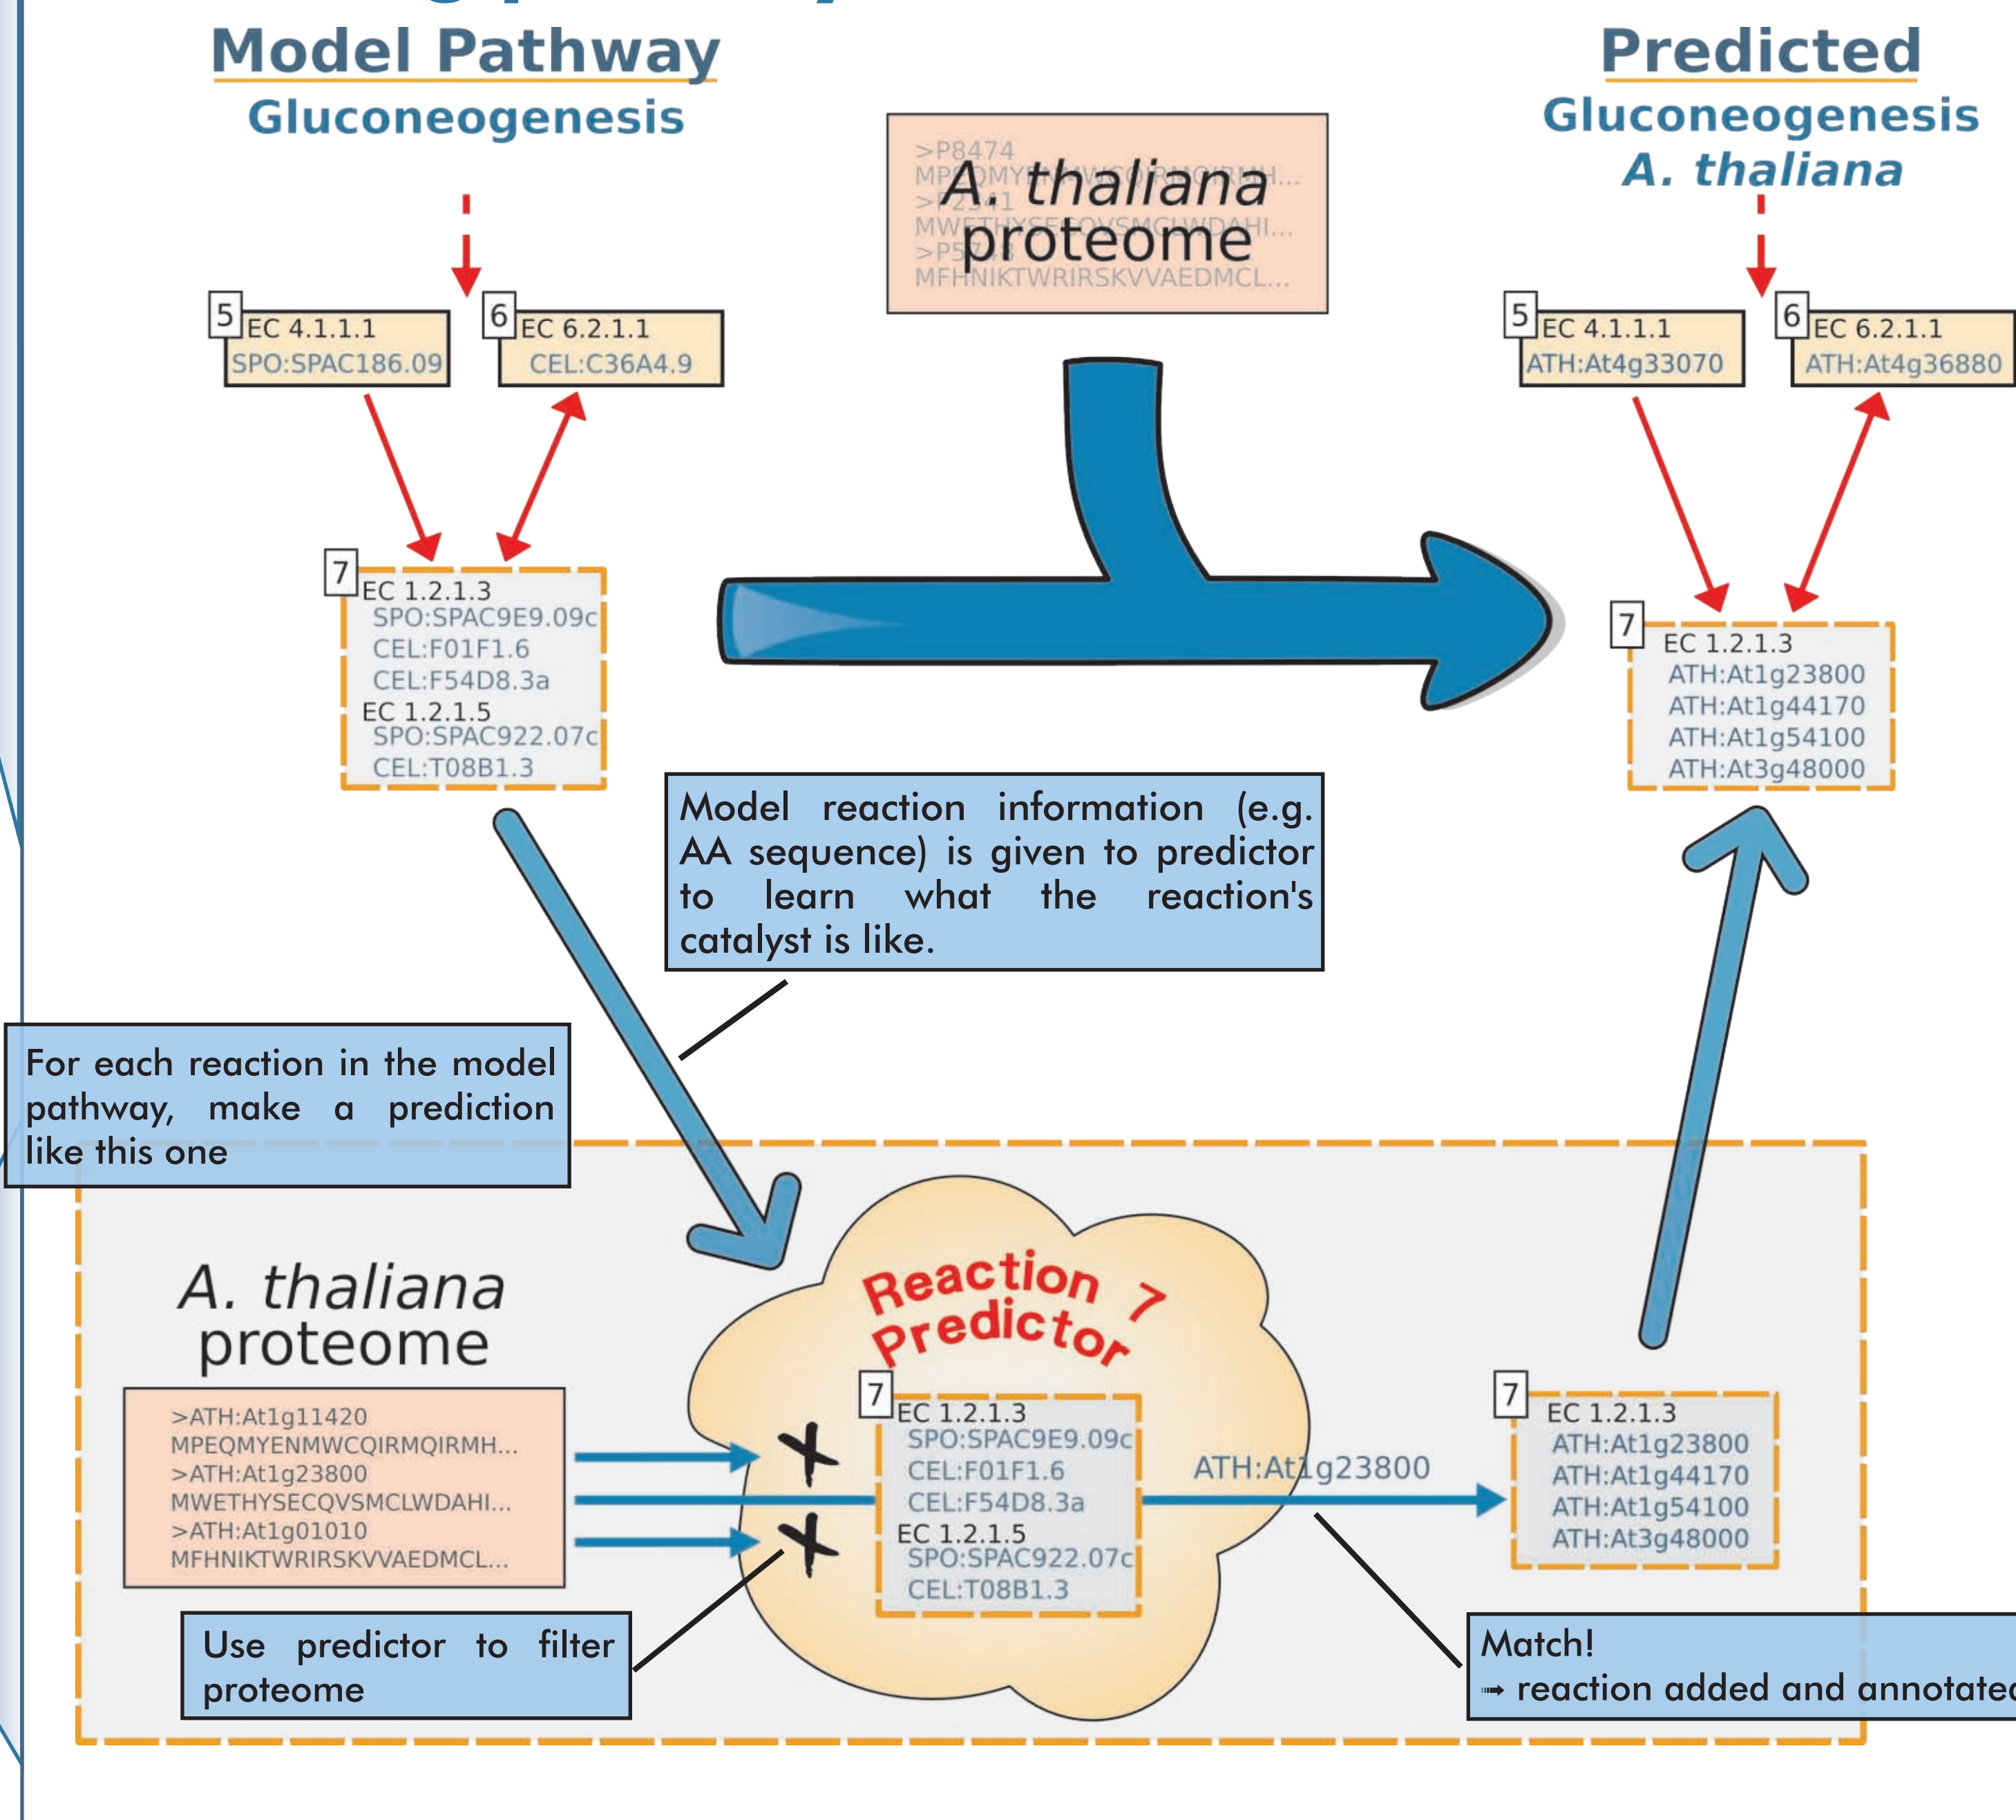 Model Pathway
Gluconeogenesis
5
EC 4.1.1.1
SPO:SPAC186.09
6
EC 6.2.1.1
CEL:C36A4.9
7
EC 1.2.1.3
SPO:SPAC9E9.09c
CEL:F01F1.6
CEL:F54D8.3a
EC 1.2.1.5
SPO:SPAC922.07c
CEL:T08B1.3
>P8474
MPEQMYENMWCQIRMQIRMH...
>P2341
MWETHYSECQVSMCLWDAHI...
MFHNIKTWRIRSKVVAEDMCL...
A. thaliana
proteome
Predicted
Gluconeogenesis
A. thaliana
5
EC 4.1.1.1
ATH:At4g33070
6
EC 6.2.1.1
ATH:At4g36880
7
EC 1.2.1.3
ATH:At1g23800
ATH:At1g44170
ATH:At1g54100
ATH:At3g48000
Model reaction information (e.g.
AA sequence) is given to predictor
to learn what the reaction's
catalyst is like.
For each reaction in the model
pathway, make a prediction
like this one
A. thaliana
proteome
>ATH:At1g11420
MPEQMYENMWCQIRMQIRMH...
>ATH:At1g23800
MWETHYSECQVSMCLWDAHI...
>ATH:At1g01010
MFHNIKTWRIRSKVVAEDMCL...
Use predictor to filter
proteome
Reaction 7
Predictor
7
EC 1.2.1.3
SPO:SPAC9E9.09c
CEL:F01F1.6
CEL:F54D8.3a
EC 1.2.1.5
SPO:SPAC922.07c
CEL:T08B1.3
ATH:At1g23800
7
EC 1.2.1.3
ATH:At1g23800
ATH:At1g44170
ATH:At1g54100
ATH:At3g48000
Match!
➟ reaction added and annotated